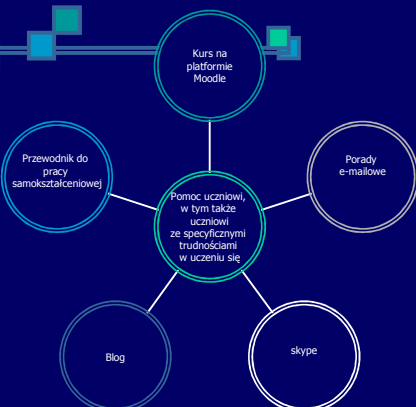 Kurs na
platformie
Moodle
Przewodnik do
pracy
samokształceniowej
Porady
e-mailowe
Pomoc uczniowi,
w tym także
uczniowi
ze specyficznymi
trudnościami
w uczeniu się
Blog
skype